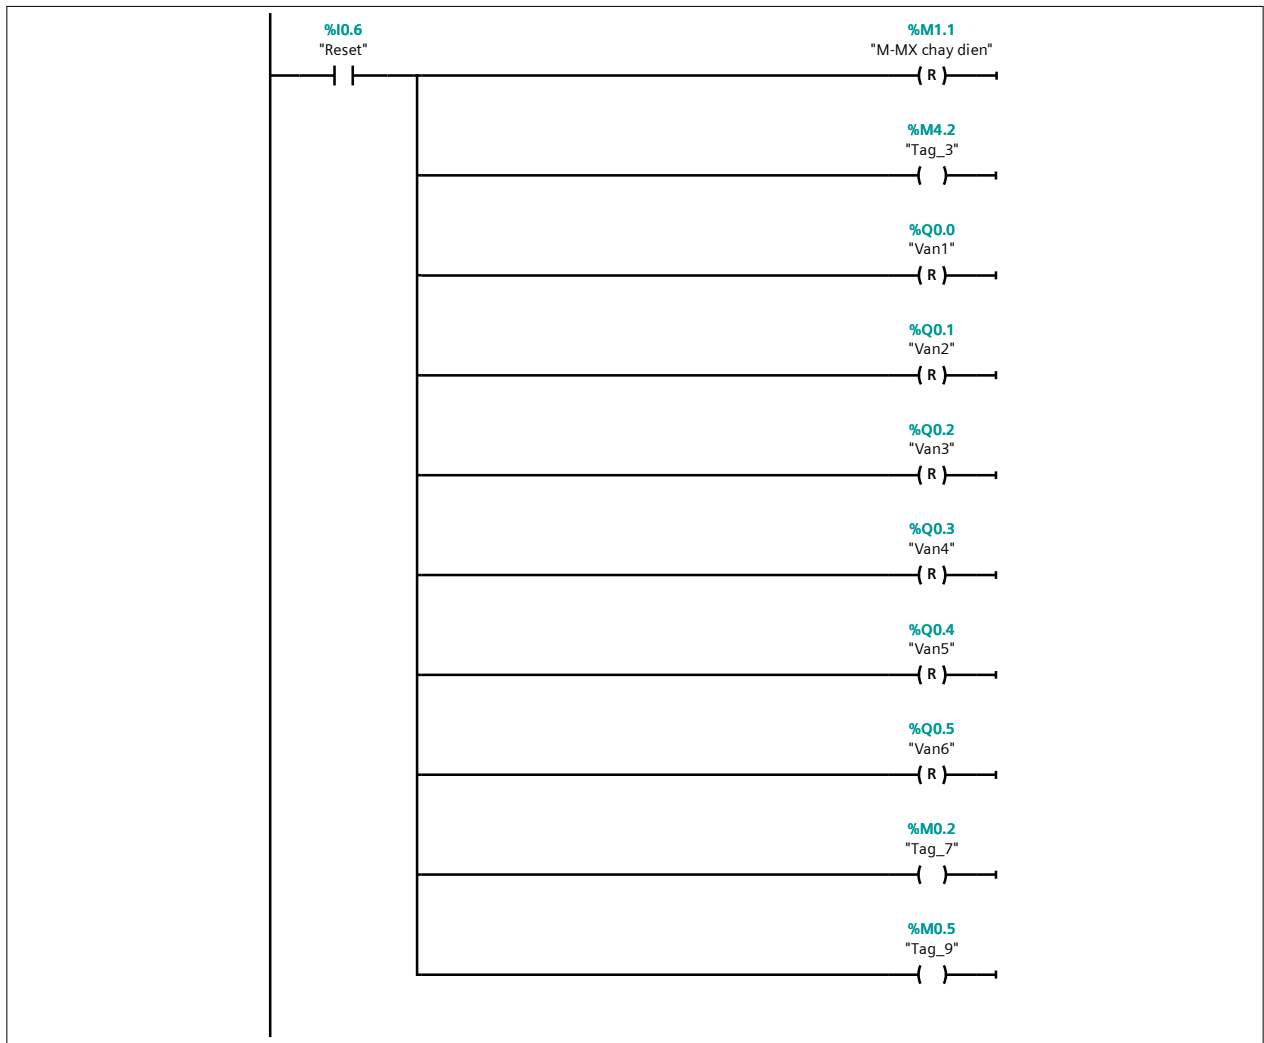 %I0.6
"Reset"
%M1.1
"M-MX chay dien"
R
%M4.2
"Tag_3"
%Q0.0
"Van1"
R
%Q0.1
"Van2"
R
%Q0.2
"Van3"
R
%Q0.3
"Van4"
R
%Q0.4
"Van5"
R
%Q0.5
"Van6"
R
%M0.2
"Tag_7"
%M0.5
"Tag_9"